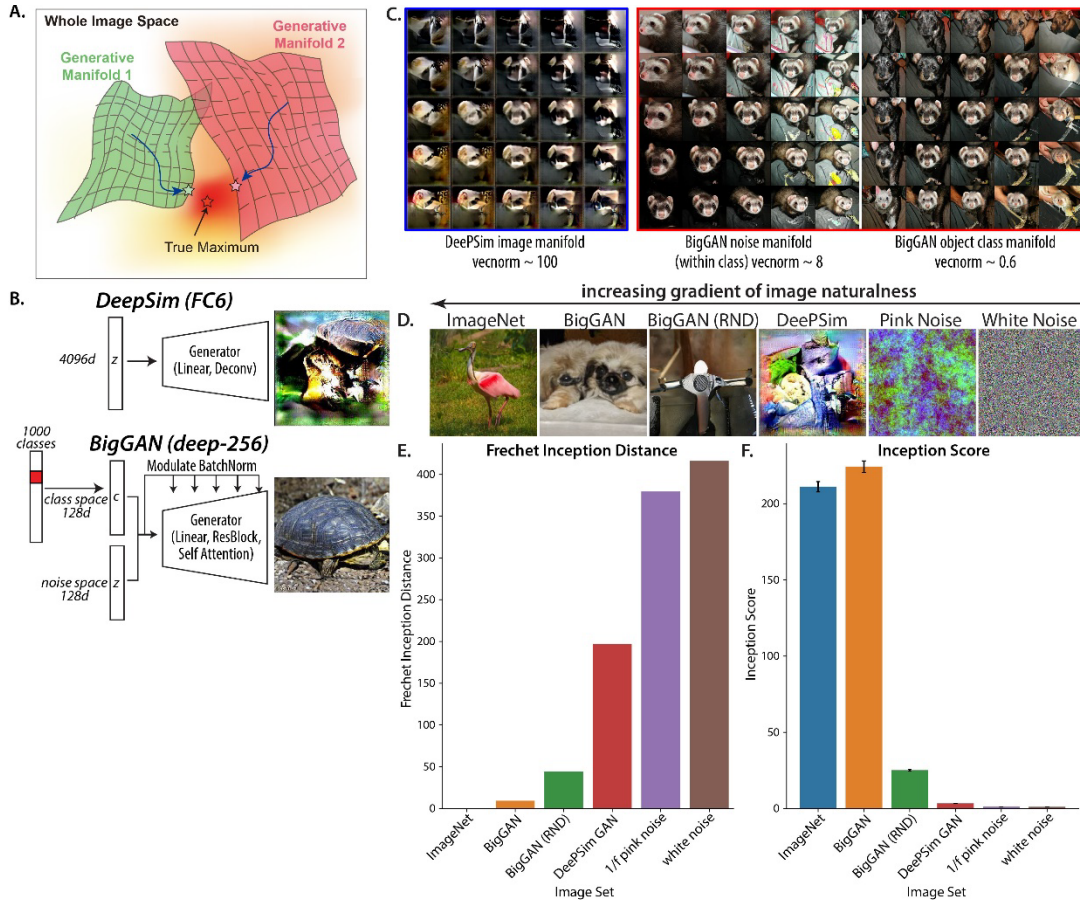 A.
Whole Image Space
Generative
Manifold 2
Generative
Manifold 1
True Maximum
B.
DeepSim (FC6)
4096d
z
Generator
(Linear, Deconv)
1000
classes
BigGAN (deep-256)
Modulate BatchNorm
class space
128d
c
Generator
(Linear, ResBlock,
Self Attention)
noise space
128d
z
C.
DeePSim image manifold
vecnorm ~ 100
BigGAN noise manifold
(within class) vecnorm ~ 8
BigGAN object class manifold
vecnorm ~ 0.6
increasing gradient of image naturalness
D.
ImageNet
BigGAN
BigGAN (RND)
DeePSim
Pink Noise
White Noise
E.
Frechet Inception Distance
Frechet Inception Distance
400
350
300
250
200
150
100
50
0
ImageNet
BigGAN
BigGAN (RND)
DeePSim GAN
1/f pink noise
white noise
Image Set
F.
Inception Score
Inception Score
200
150
100
50
0
ImageNet
BigGAN
BigGAN (RND)
DeePSim GAN
1/f pink noise
white noise
Image Set